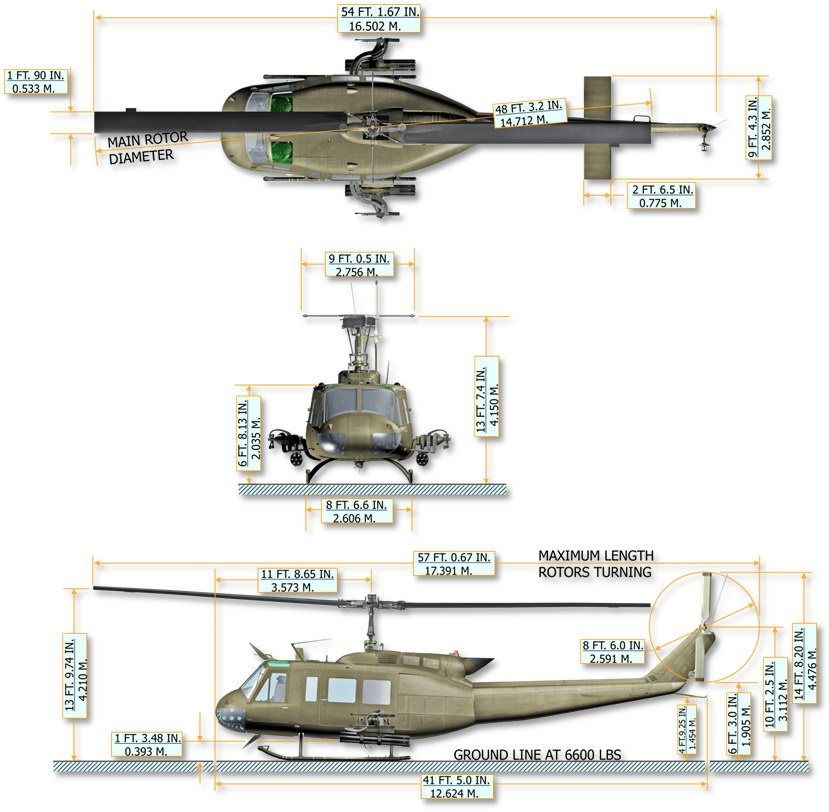 54 FT. 1.67 IN.
16.502 M.
1 FT. 90 IN.
0.533 M.
48 FT. 3.2 IN.
14.712 M.
MAIN ROTOR
DIAMETER
9 FT. 4.3 IN.
2.852 M.
2 FT. 6.5 IN.
0.775 M.
9 FT. 0.5 IN.
2.756 M.
13 FT. 7.4 IN.
4.150 M.
6 FT. 8.13 IN.
2.035 M.
8 FT. 6.6 IN.
2.606 M.
57 FT. 0.67 IN.
17.391 M.
MAXIMUM LENGTH
ROTORS TURNING
11 FT. 8.65 IN.
3.573 M.
13 FT. 9.74 IN.
4.210 M.
8 FT. 6.0 IN.
2.591 M.
14 FT. 8.20 IN.
4.476 M.
10 FT. 2.5 IN.
3.112 M.
6 FT. 3.0 IN.
1.905 M.
4 FT.9.25 IN.
1.454 M.
1 FT. 3.48 IN.
0.393 M.
GROUND LINE AT 6600 LBS
41 FT. 5.0 IN.
12.624 M.